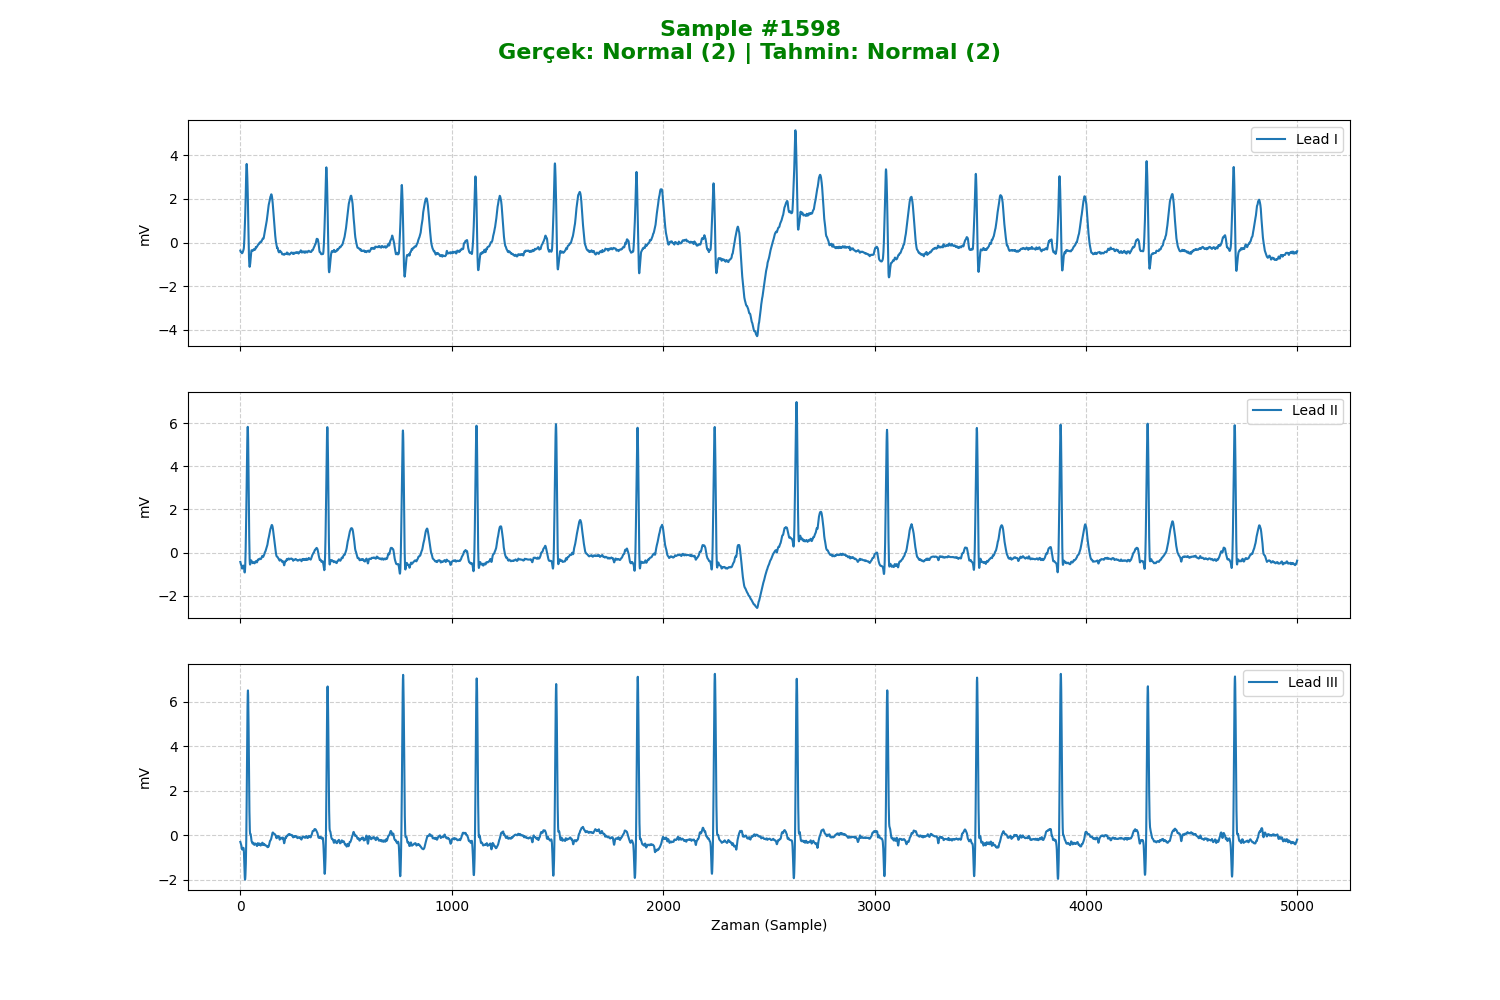 Sample #1598
Gerçek: Normal (2) | Tahmin: Normal (2)
Lead I
4
2
0
−2
−4
mV
Lead II
6
4
2
0
−2
mV
Lead III
6
4
2
0
−2
mV
0 1000 2000 3000 4000 5000
Zaman (Sample)